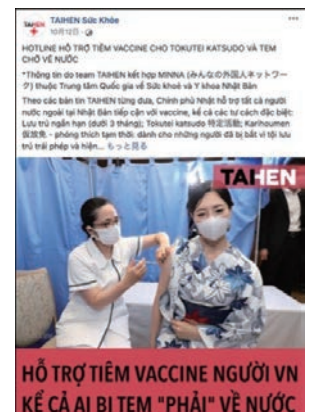 TAIHEN Sức Khỏe
10月12日
HOTLINE HỖ TRỢ TIÊM VACCINE CHO TOKUTEI KATSUDO VÀ TEM
CHỜ VỀ NƯỚC
*Thông tin do team TAIHEN kết hợp MINNA (みんなの外国人ネットワー
ク) thuộc Trung tâm Quốc gia về Sức khoẻ và Y khoa Nhật Bản
Theo các bản tin TAIHEN từng đưa, Chính phủ Nhật hỗ trợ tất cả người
nước ngoài tại Nhật Bản tiếp cận với vaccine, kể cả các tư cách đặc biệt:
Lưu trú ngắn hạn (dưới 3 tháng); Tokutei katsudo 特定活動; Karihoumen
仮放免 - phóng thích tạm thời: dành cho những người đã bị bắt vì tội lưu
trú trái phép và hiện... もっと見る
TAIHEN
HỖ TRỢ TIÊM VACCINE NGƯỜI VN
KỂ CẢ AI BỊ TEM "PHẢI" VỀ NƯỚC